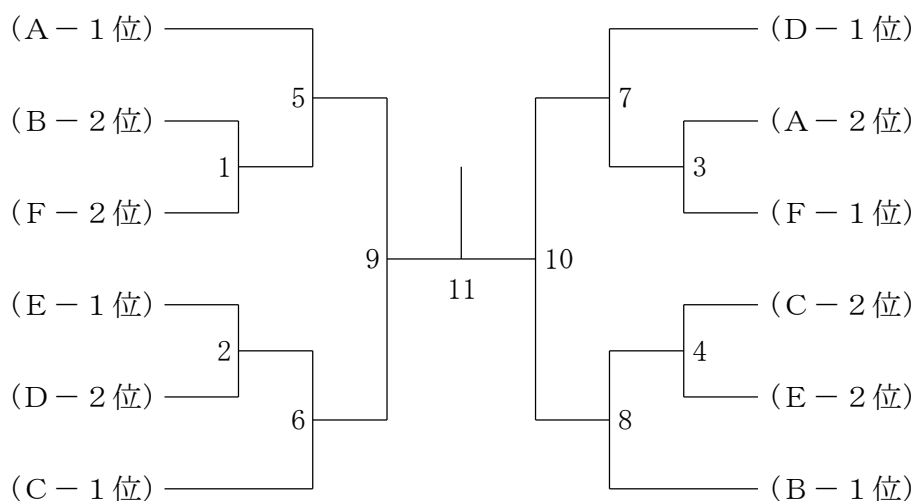 (A－1位)
(D－1位)
5
7
(B－2位)
(A－2位)
1
3
(F－2位)
(F－1位)
9
10
11
(E－1位)
(C－2位)
2
4
(D－2位)
(E－2位)
6
8
(C－1位)
(B－1位)